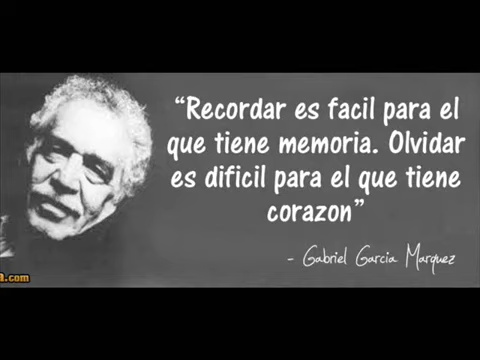 “Recordar es facil para el
que tiene memoria. Olvidar
es dificil para el que tiene
corazon”
- Gabriel Garcia Marquez
.com